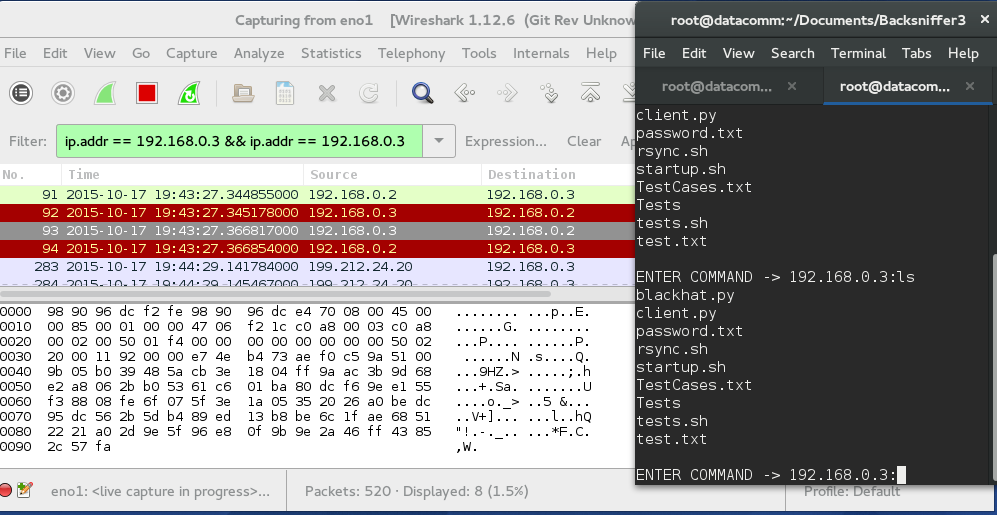 Capturing from eno1 [Wireshark 1.12.6 (Git Rev Unknow
File Edit View Go Capture Analyze Statistics Telephony Tools Internals Help
Filter: ip.addr == 192.168.0.3 && ip.addr == 192.168.0.3 Expression... Clear Ap
No. Time Source Destination
91 2015-10-17 19:43:27.344855000 192.168.0.2 192.168.0.3
92 2015-10-17 19:43:27.345178000 192.168.0.3 192.168.0.2
93 2015-10-17 19:43:27.366817000 192.168.0.3 192.168.0.2
94 2015-10-17 19:43:27.366854000 192.168.0.2 192.168.0.3
283 2015-10-17 19:44:29.141784000 199.212.24.20 192.168.0.3
284 2015-10-17 19:44:29.145467000 199.212.24.20 192.168.0.3
0000 98 90 96 dc f2 fe 98 90 96 dc e4 70 08 00 45 00 ........ ...p..E.
0010 00 85 00 01 00 00 47 06 f2 1c c0 a8 00 03 c0 a8 ......G. ........
0020 00 02 00 50 01 f4 00 00 00 00 00 00 00 00 50 02 ...P.... ......P.
0030 20 00 11 92 00 00 e7 4e b4 73 ae f0 c5 9a 51 00 ......N .s....Q.
0040 9b 05 b0 39 48 5a cb 3e 18 04 ff 9a ac 3b 9d 68 ...9HZ.> .....;.h
0050 e2 a8 06 2b b0 53 61 c6 01 ba 80 dc f6 9e e1 55 ...+.Sa. .......U
0060 f3 88 08 fe 6f 07 5f 3e 1a 05 35 20 26 a0 be dc ....o._> ..5 &...
0070 95 dc 56 2b 5d b4 89 ed 13 b8 be 6c 1f ae 68 51 ..V+]... ...l..hQ
0080 22 21 a0 2d 9e 5f 96 e8 0f 9b 9e 2a 46 ff 43 85 "!.-._.. ...*F.C.
0090 2c 57 fa ,W.
eno1: <live capture in progress>... Packets: 520 · Displayed: 8 (1.5%) Profile: Default
root@datacomm:~/Documents/Backsniffer3
File Edit View Search Terminal Tabs Help
root@datacom... × root@datacom... ×
client.py
password.txt
rsync.sh
startup.sh
TestCases.txt
Tests
tests.sh
test.txt
ENTER COMMAND -> 192.168.0.3:ls
blackhat.py
client.py
password.txt
rsync.sh
startup.sh
TestCases.txt
Tests
tests.sh
test.txt
ENTER COMMAND -> 192.168.0.3: